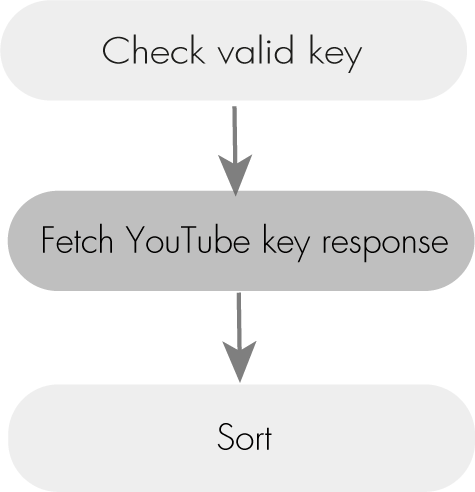 Check valid key
Fetch YouTube key response
Sort